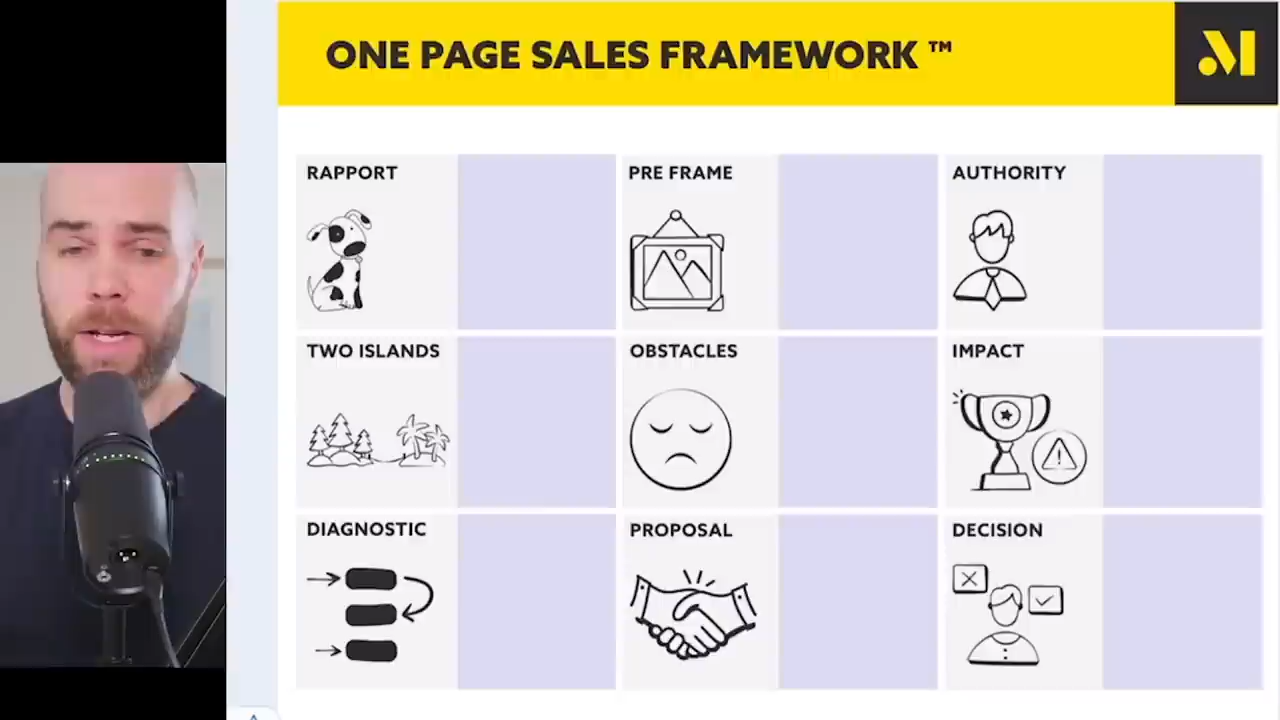 ONE PAGE SALES FRAMEWORK ™
RAPPORT
PRE FRAME
AUTHORITY
TWO ISLANDS
OBSTACLES
IMPACT
DIAGNOSTIC
PROPOSAL
DECISION